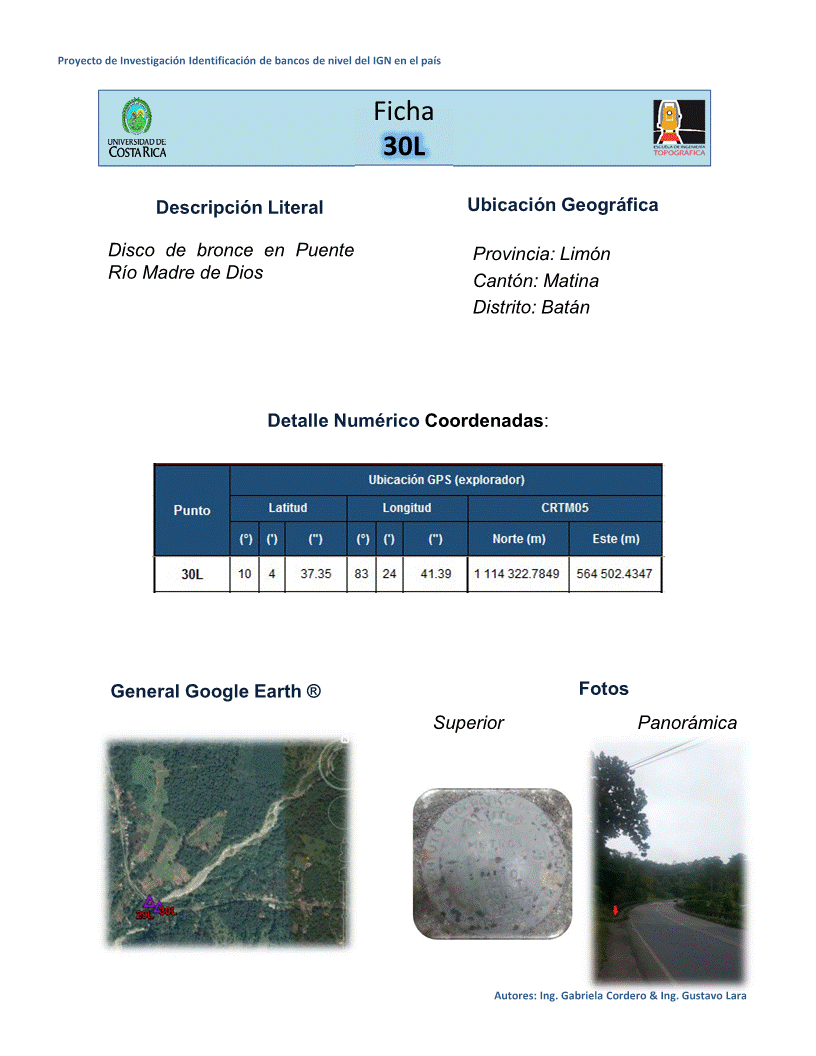 Proyecto de Investigación Identificación de bancos de nivel del IGN en el país
UNIVERSIDAD DE
COSTA RICA
Ficha
30L
ESCUELA DE INGENIERÍA
TOPOGRÁFICA
Descripción Literal
Disco de bronce en Puente
Río Madre de Dios
Ubicación Geográfica
Provincia: Limón
Cantón: Matina
Distrito: Batán
Detalle Numérico Coordenadas:
Punto
Ubicación GPS (explorador)
Latitud Longitud CRTM05
(°) (') (") (°) (') (") Norte (m) Este (m)
30L 10 4 37.35 83 24 41.39 1 114 322.7849 564 502.4347
General Google Earth ®
Fotos
Superior Panorámica
29L 30L
METROS
Autores: Ing. Gabriela Cordero & Ing. Gustavo Lara